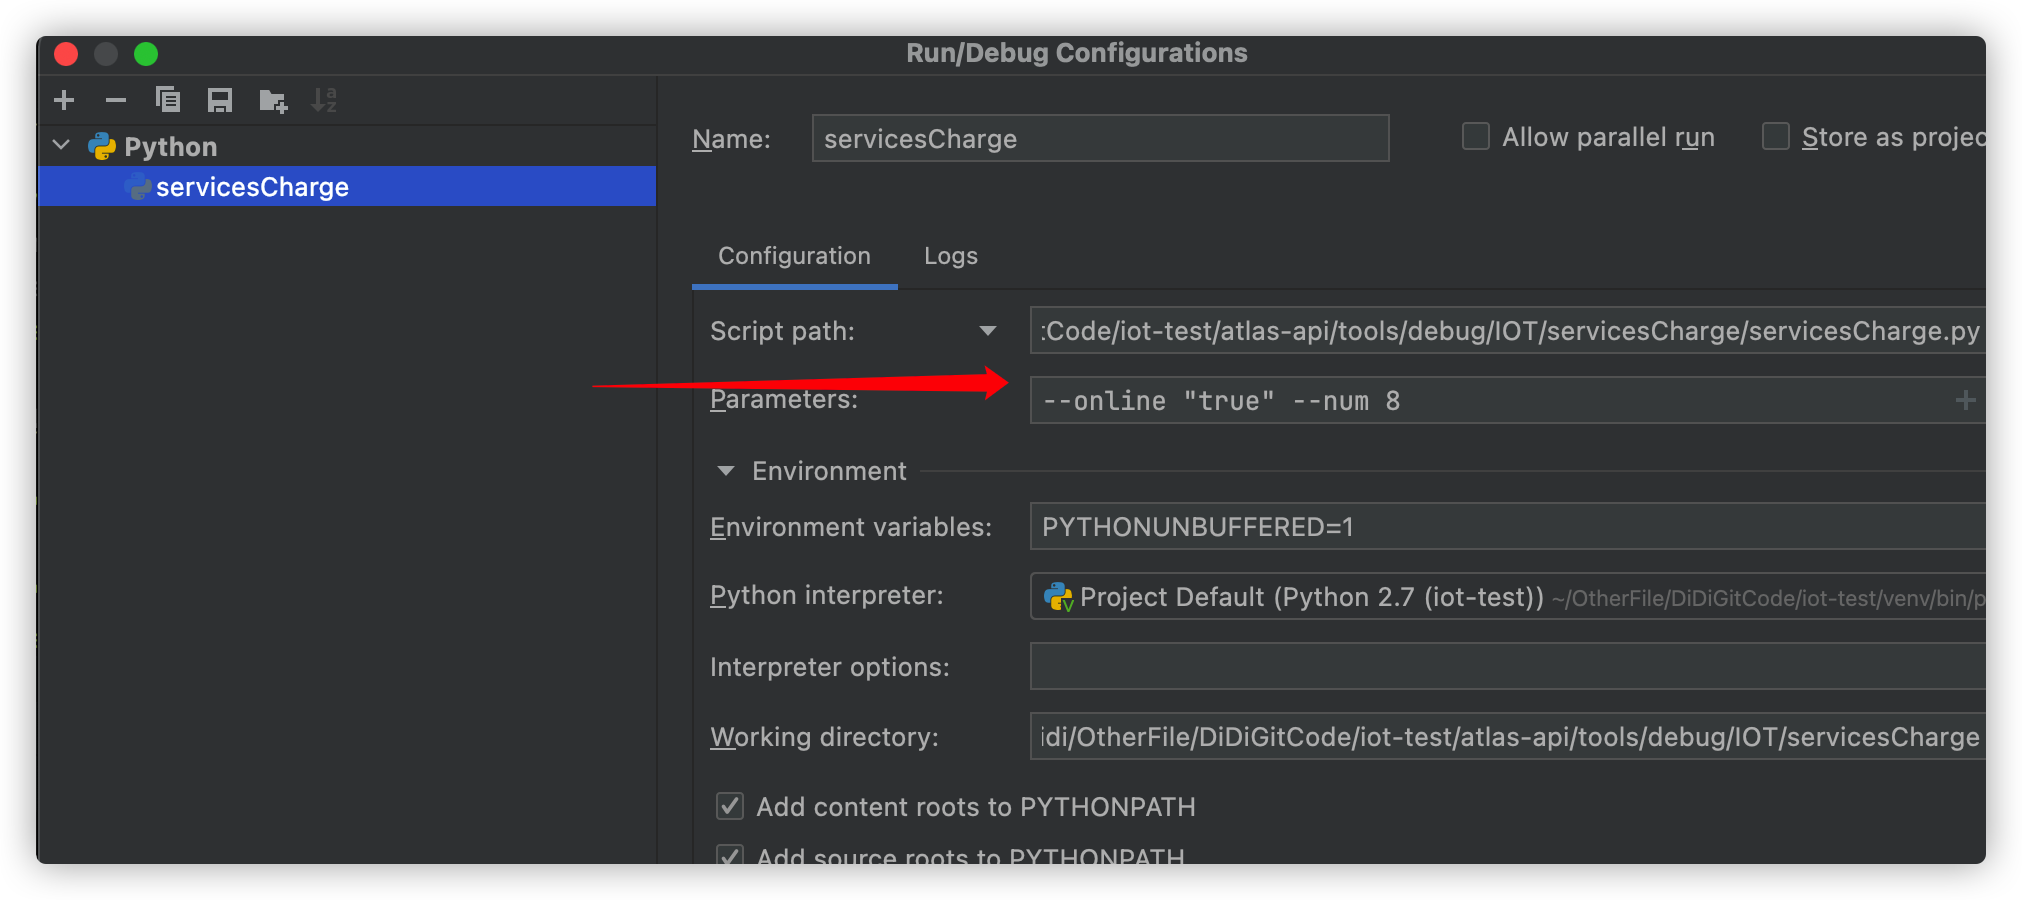 Run/Debug Configurations
Python
servicesCharge
Name: servicesCharge Allow parallel run Store as projec
Configuration Logs
Script path: tCode/iot-test/atlas-api/tools/debug/IOT/servicesCharge/servicesCharge.py
Parameters: --online "true" --num 8
Environment
Environment variables: PYTHONUNBUFFERED=1
Python interpreter: Project Default (Python 2.7 (iot-test)) ~/OtherFile/DiDiGitCode/iot-test/venv/bin/p
Interpreter options:
Working directory: idi/OtherFile/DiDiGitCode/iot-test/atlas-api/tools/debug/IOT/servicesCharge
Add content roots to PYTHONPATH
Add source roots to PYTHONPATH